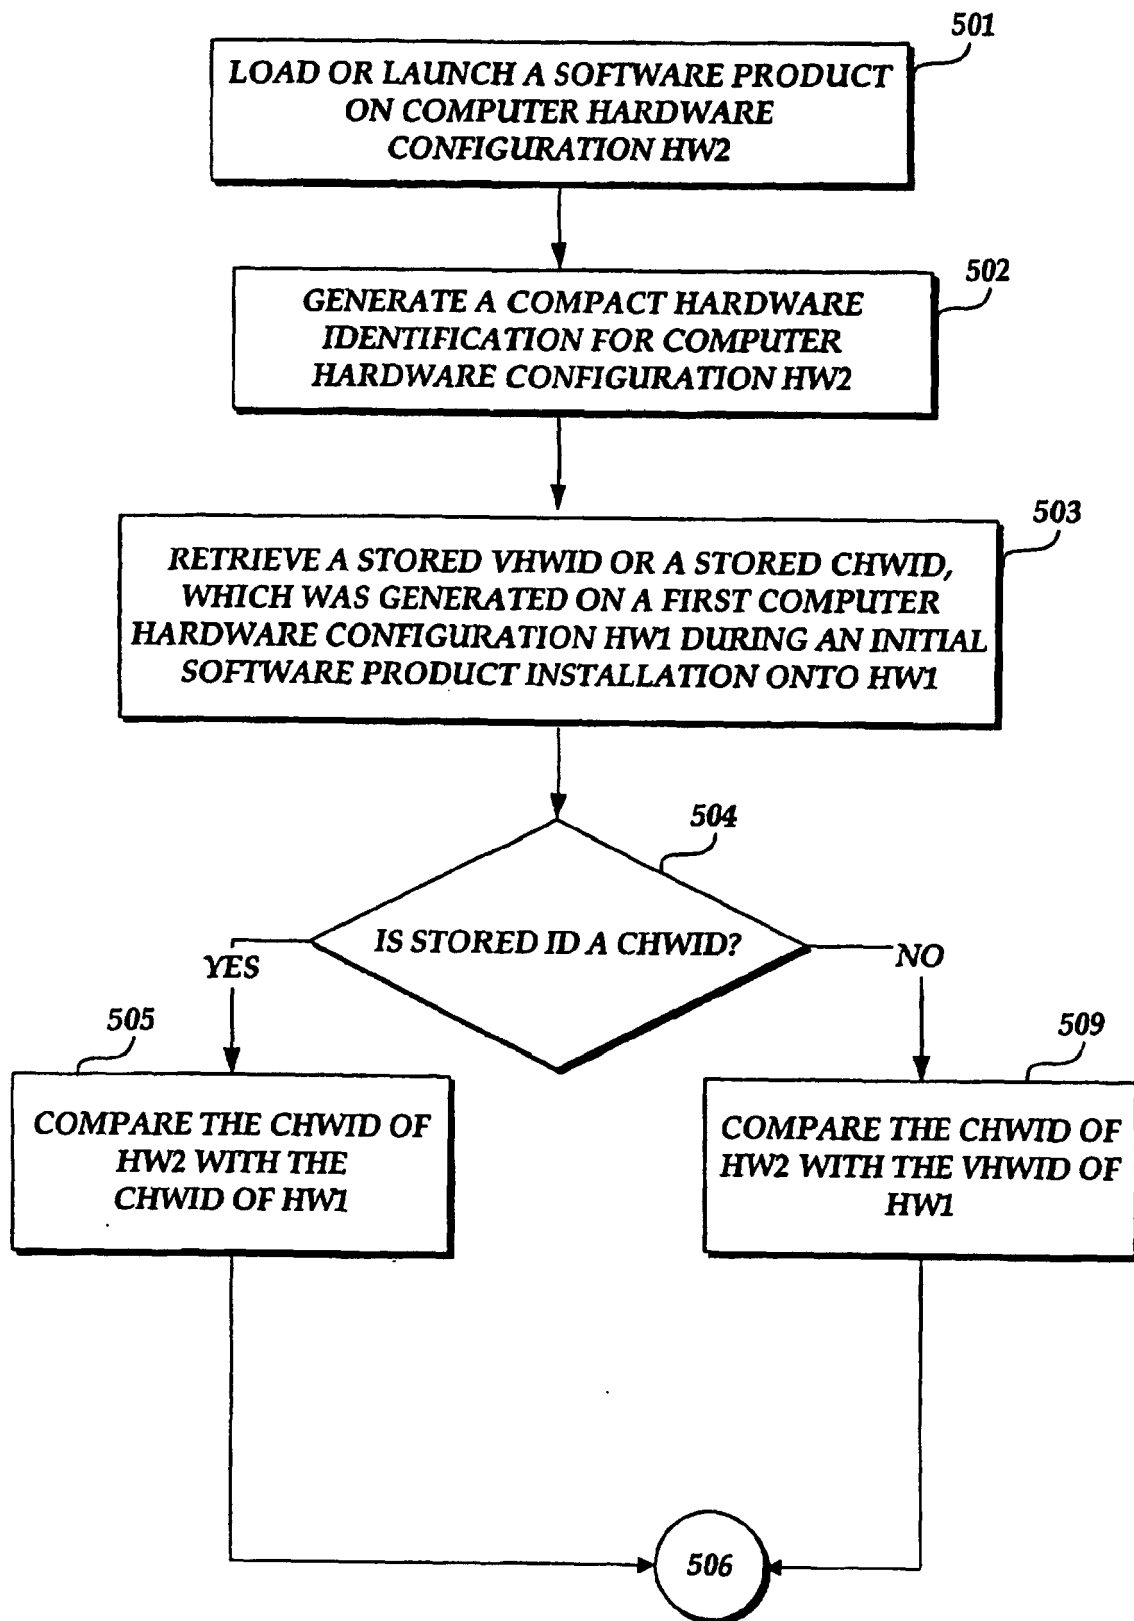 501
LOAD OR LAUNCH A SOFTWARE PRODUCT
ON COMPUTER HARDWARE
CONFIGURATION HW2
502
GENERATE A COMPACT HARDWARE
IDENTIFICATION FOR COMPUTER
HARDWARE CONFIGURATION HW2
503
RETRIEVE A STORED VHWID OR A STORED CHWID,
WHICH WAS GENERATED ON A FIRST COMPUTER
HARDWARE CONFIGURATION HW1 DURING AN INITIAL
SOFTWARE PRODUCT INSTALLATION ONTO HW1
504
IS STORED ID A CHWID?
YES
NO
505
COMPARE THE CHWID OF
HW2 WITH THE
CHWID OF HW1
509
COMPARE THE CHWID OF
HW2 WITH THE VHWID OF
HW1
506